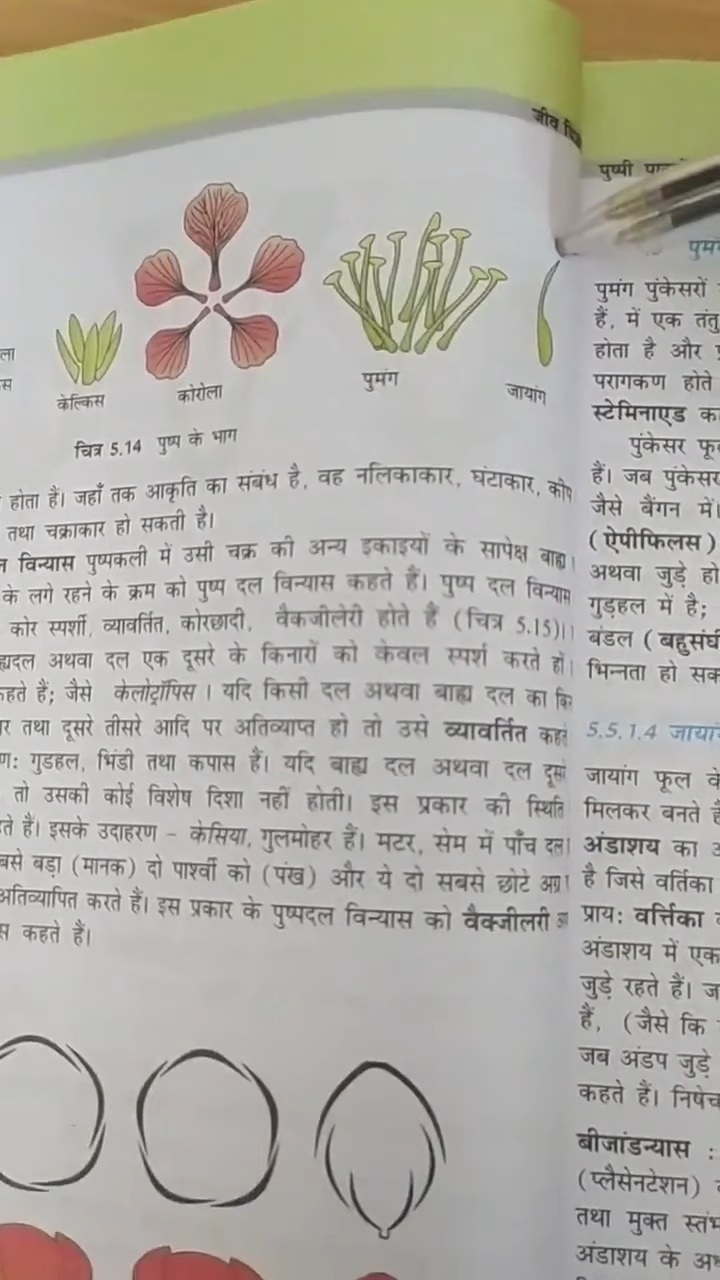 जीव
केल्किस
कोरोला
पुमंग
जायांग
चित्र 5.14 पुष्प के भाग
होता है। जहाँ तक आकृति का संबंध है, वह नलिकाकार, घंटाकार,
तथा चक्राकार हो सकती है।
विन्यास पुष्पकली में उसी चक्र की अन्य इकाइयों के सापेक्ष बाह्य
के लगे रहने के क्रम को पुष्प दल विन्यास कहते हैं। पुष्प दल विन्यास
कोर स्पर्शी, व्यावर्तित, कोरछादी, वैकजीलेरी होते हैं (चित्र 5.15)।
अथवा दल एक दूसरे के किनारों को केवल स्पर्श करते हों
कहते हैं; जैसे केलोट्रॉपिस। यदि किसी दल अथवा बाह्य दल का
तथा दूसरे तीसरे आदि पर अतिव्याप्त हो तो उसे व्यावर्तित कहते
गुडहल, भिंडी तथा कपास हैं। यदि बाह्य दल अथवा दल दूसरे
तो उसकी कोई विशेष दिशा नहीं होती। इस प्रकार की स्थिति
हैं। इसके उदाहरण – केसिया, गुलमोहर हैं। मटर, सेम में पाँच दल
बड़ा (मानक) दो पार्श्वी को (पंख) और ये दो सबसे छोटे अग्र
अतिव्यापित करते हैं। इस प्रकार के पुष्पदल विन्यास को वैक्जीलरी
कहते हैं।
पुष्पी
पुमंग पुंकेसरों
हैं, में एक तंतु
होता है और
परागकण होते
स्टेमिनाएड
पुंकेसर
हैं। जब पुंकेसर
जैसे बैंगन में।
(ऐपीफिलस)
अथवा जुड़े हो
गुड़हल में है;
बंडल (बहुसंघी
भिन्नता हो
5.5.1.4 जायांग
जायांग फूल के
मिलकर बनते
अंडाशय का
है जिसे वर्तिका
प्राय: वर्त्तिका
अंडाशय में एक
जुड़े रहते हैं।
हैं, (जैसे कि
जब अंडप जुड़े
कहते हैं।
बीजांडन्यास :
(प्लैसेनटेशन)
तथा मुक्त
अंडाशय के